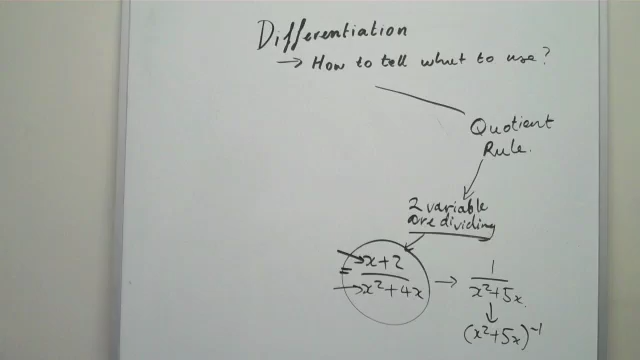 Differentiation
→ How to tell what to use?
Quotient
Rule.
2 variable
are dividing
= x+2 / x²+4x → 1 / x²+5x
↓
(x²+5x)⁻¹